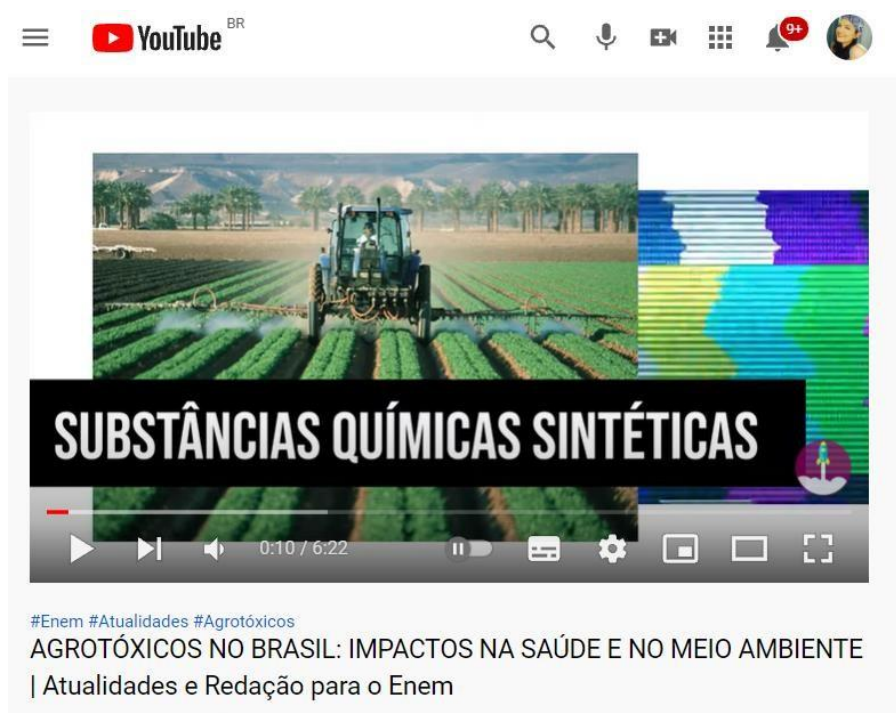 YouTube BR
9+
SUBSTÂNCIAS QUÍMICAS SINTÉTICAS
0:10 / 6:22
#Enem #Atualidades #Agrotóxicos
AGROTÓXICOS NO BRASIL: IMPACTOS NA SAÚDE E NO MEIO AMBIENTE
| Atualidades e Redação para o Enem